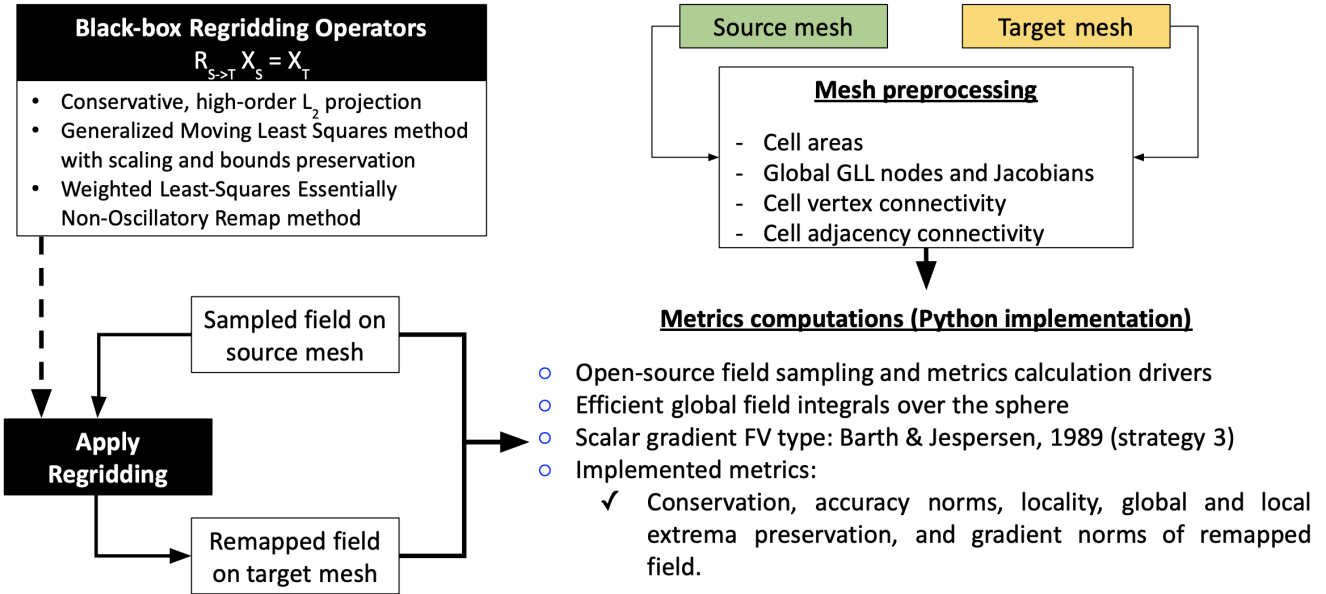 Black-box Regridding Operators
R_S->T X_S = X_T
• Conservative, high-order L_2 projection
• Generalized Moving Least Squares method
with scaling and bounds preservation
• Weighted Least-Squares Essentially
Non-Oscillatory Remap method
Sampled field on
source mesh
Apply
Regridding
Remapped field
on target mesh
Source mesh
Target mesh
Mesh preprocessing
- Cell areas
- Global GLL nodes and Jacobians
- Cell vertex connectivity
- Cell adjacency connectivity
Metrics computations (Python implementation)
○ Open-source field sampling and metrics calculation drivers
○ Efficient global field integrals over the sphere
○ Scalar gradient FV type: Barth & Jespersen, 1989 (strategy 3)
○ Implemented metrics:
✓ Conservation, accuracy norms, locality, global and local
extrema preservation, and gradient norms of remapped
field.